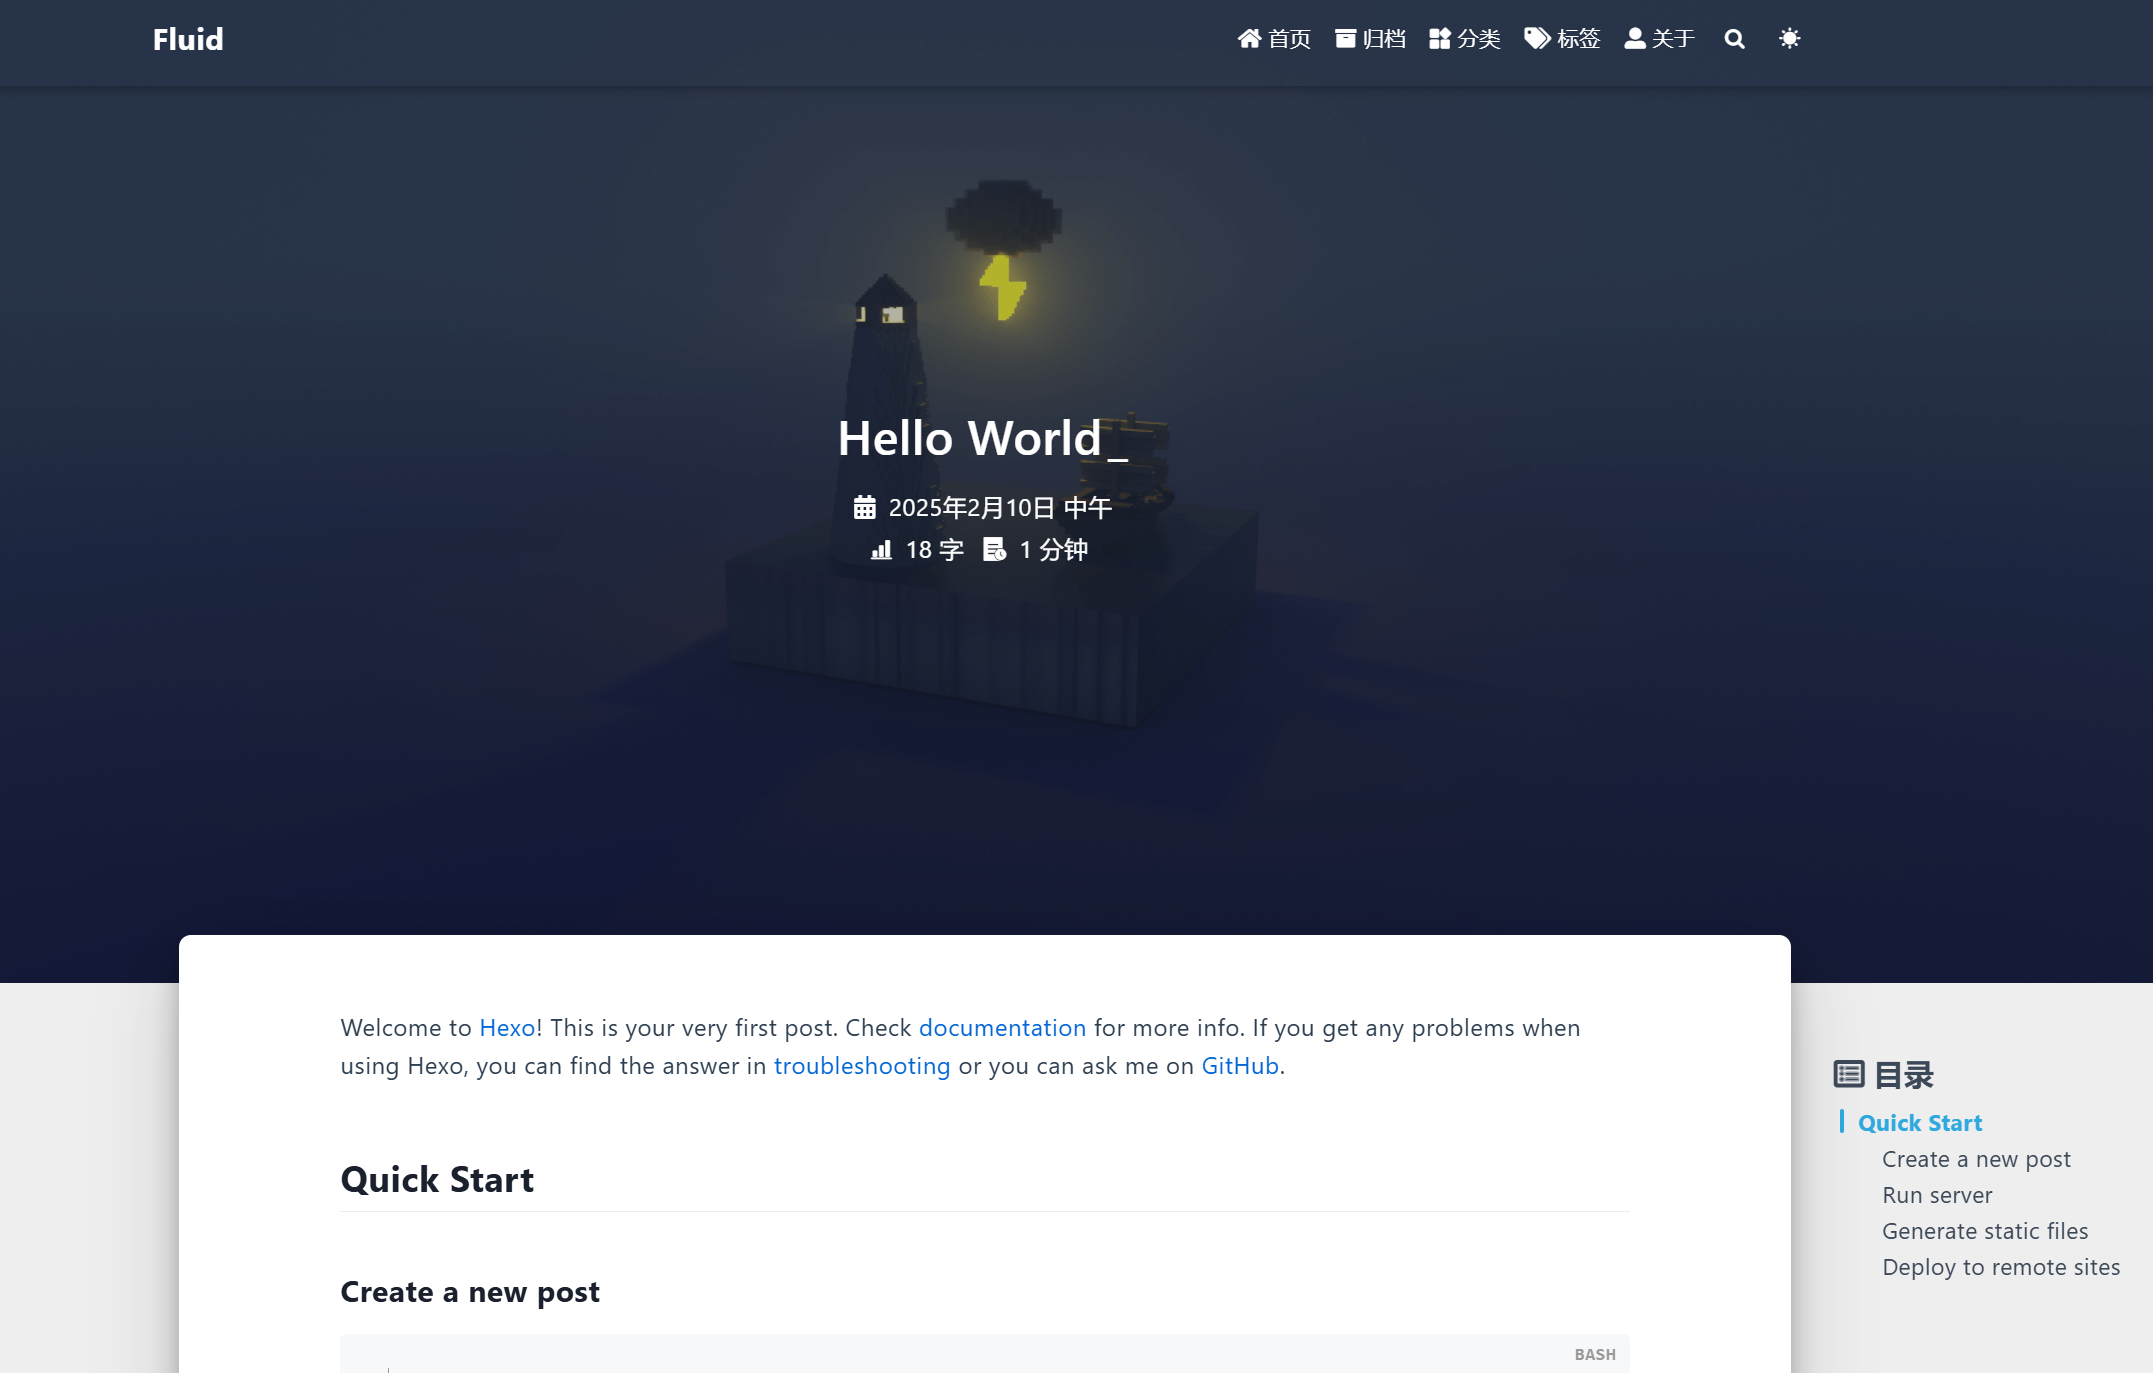 Fluid
首页 归档 分类 标签 关于
Hello World_
2025年2月10日 中午
18 字 1 分钟
Welcome to Hexo! This is your very first post. Check documentation for more info. If you get any problems when
using Hexo, you can find the answer in troubleshooting or you can ask me on GitHub.
Quick Start
Create a new post
BASH
目录
Quick Start
Create a new post
Run server
Generate static files
Deploy to remote sites